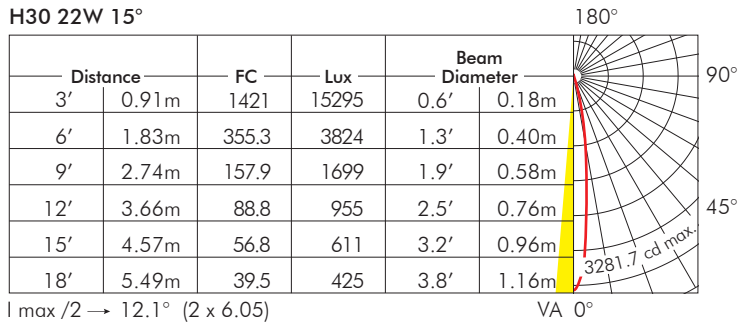 H30 22W 15° 180°
Distance FC Lux Beam Diameter
90°
3′ 0.91m 1421 15295 0.6′ 0.18m
6′ 1.83m 355.3 3824 1.3′ 0.40m
9′ 2.74m 157.9 1699 1.9′ 0.58m
12′ 3.66m 88.8 955 2.5′ 0.76m
45°
15′ 4.57m 56.8 611 3.2′ 0.96m
3281.7 cd max.
18′ 5.49m 39.5 425 3.8′ 1.16m
I max /2 → 12.1° (2 x 6.05) VA 0°